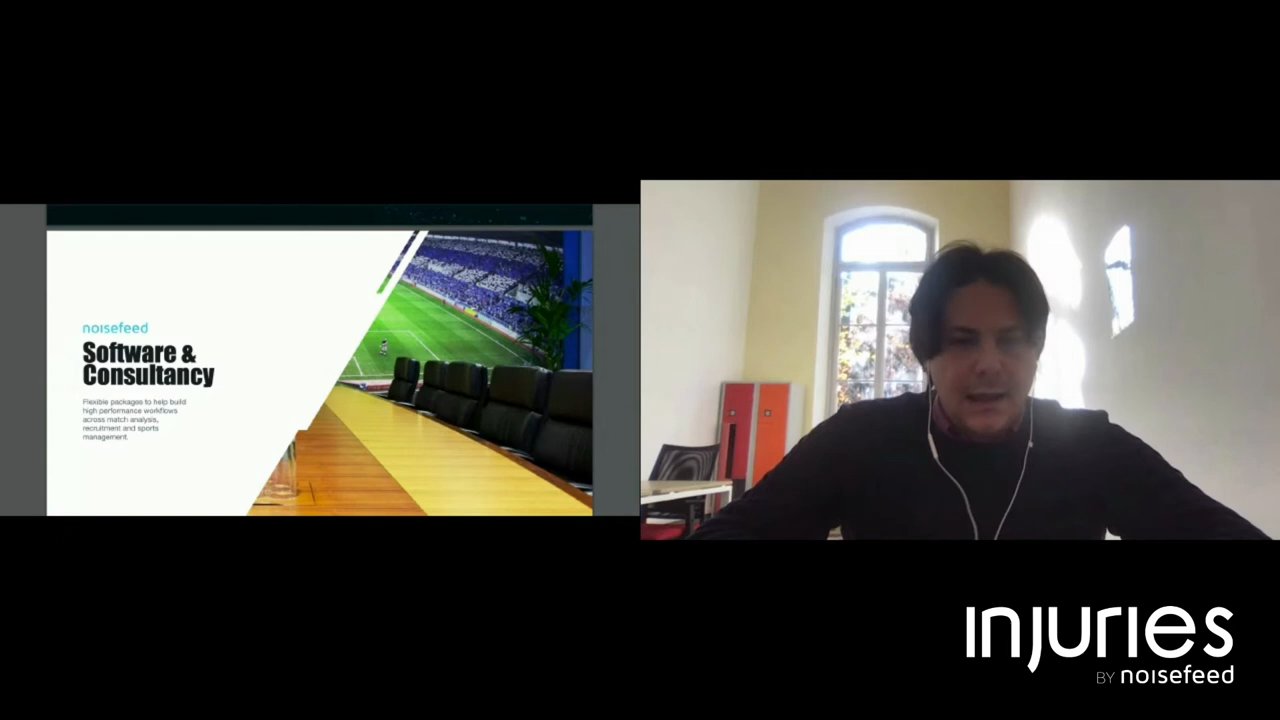 noisefeed
Software &
Consultancy
Flexible packages to help build
high performance workflows
across match analysis,
recruitment and sports
management.
injuries
BY noisefeed